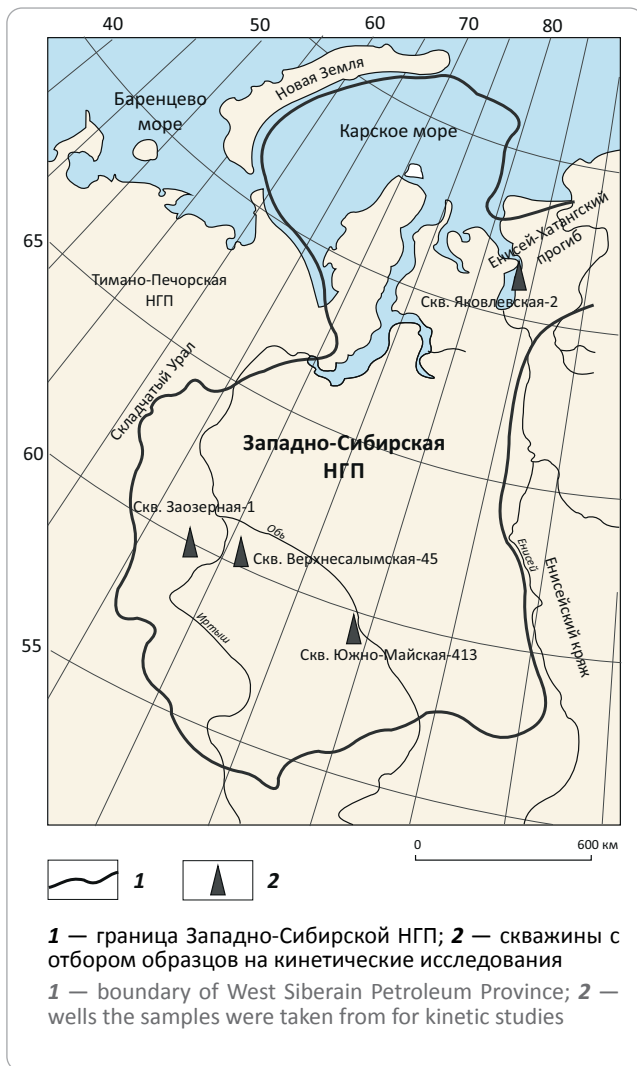 40 50 60 70 80
Новая Земля
Баренцево
море
Карское море
65
Енисей-Хатангский
прогиб
Тимано-Печорская
НГП
Скв. Яковлевская-2
Складчатый Урал
60
Западно-Сибирская
НГП
Скв. Заозерная-1
Обь
Скв. Верхнесалымская-45
Енисей
Енисейский кряж
Иртыш
55
Скв. Южно-Майская-413
0 600 км
1 2
1 — граница Западно-Сибирской НГП; 2 — скважины с
отбором образцов на кинетические исследования
1 — boundary of West Siberain Petroleum Province; 2 —
wells the samples were taken from for kinetic studies